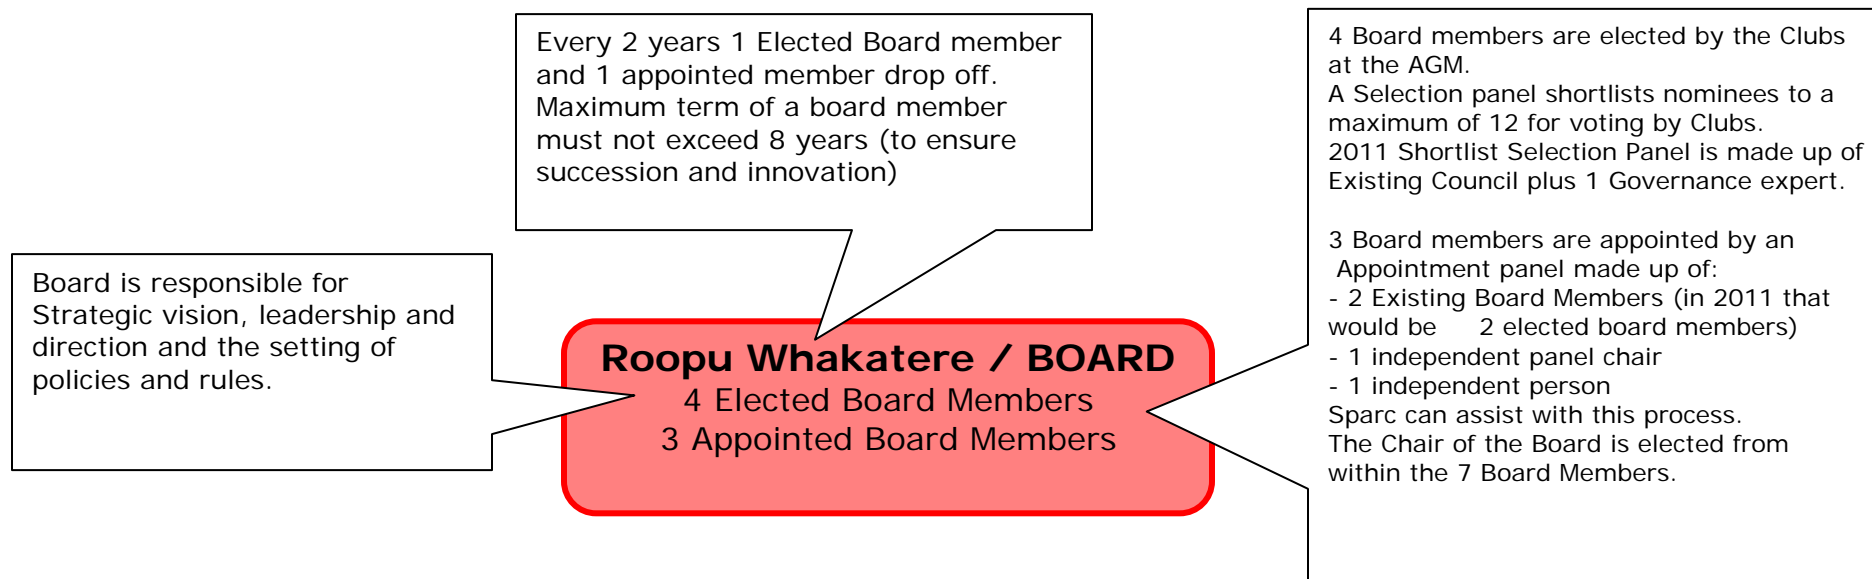 Every 2 years 1 Elected Board member
and 1 appointed member drop off.
Maximum term of a board member
must not exceed 8 years (to ensure
succession and innovation)
4 Board members are elected by the Clubs
at the AGM.
A Selection panel shortlists nominees to a
maximum of 12 for voting by Clubs.
2011 Shortlist Selection Panel is made up of
Existing Council plus 1 Governance expert.
3 Board members are appointed by an
Appointment panel made up of:
- 2 Existing Board Members (in 2011 that
would be 2 elected board members)
- 1 independent panel chair
- 1 independent person
Sparc can assist with this process.
The Chair of the Board is elected from
within the 7 Board Members.
Board is responsible for
Strategic vision, leadership and
direction and the setting of
policies and rules.
Roopu Whakatere / BOARD
4 Elected Board Members
3 Appointed Board Members